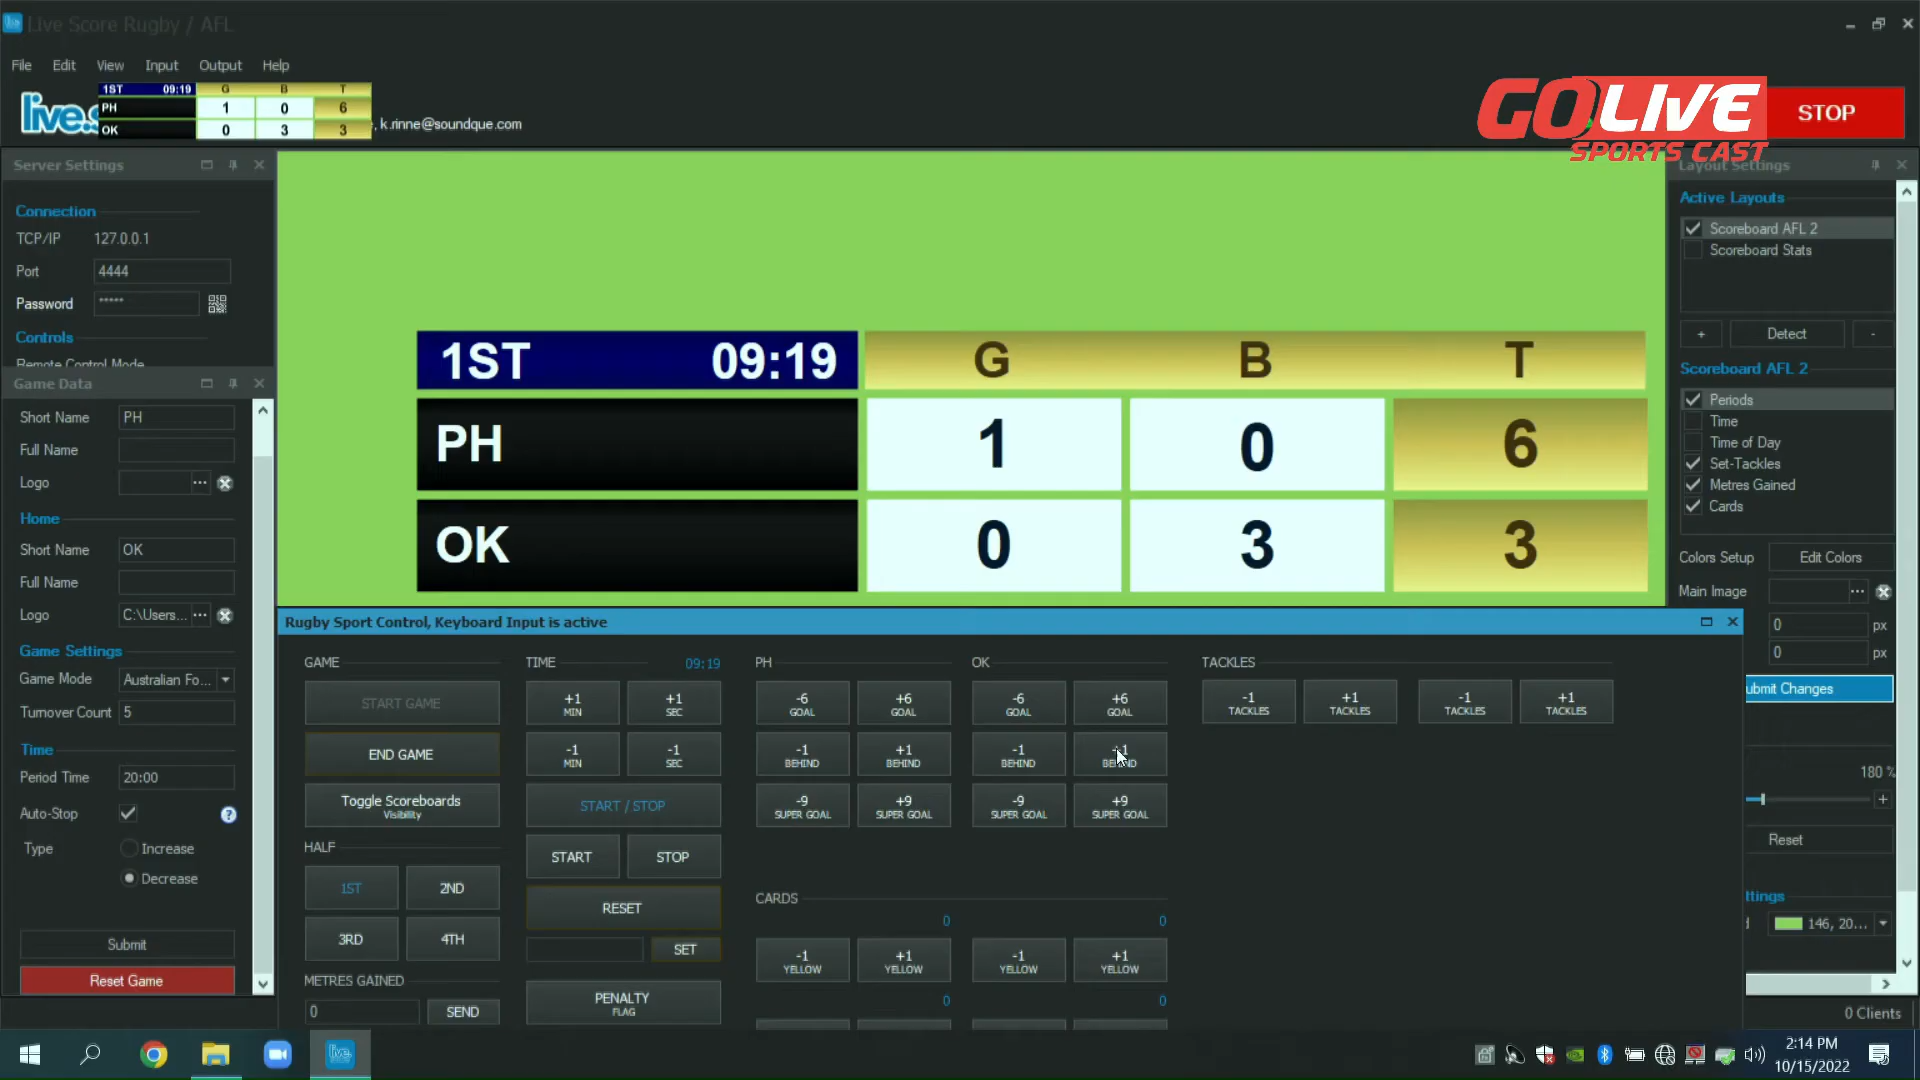 Live Score Rugby / AFL
File Edit View Input Output Help
1ST 09:19 G B T
PH 1 0 6
OK 0 3 3
live.s
, k.rinne@soundque.com
GOLIVE
SPORTS CAST
STOP
Server Settings
Connection
TCP/IP 127.0.0.1
Port 4444
Password *****
Controls
Remote Control Mode
Game Data
Short Name PH
Full Name
Logo ...
Home
Short Name OK
Full Name
Logo C:\Users... ...
Game Settings
Game Mode Australian Fo...
Turnover Count 5
Time
Period Time 20:00
Auto-Stop ?
Type Increase
Decrease
Submit
Reset Game
1ST 09:19 G B T
PH 1 0 6
OK 0 3 3
Rugby Sport Control, Keyboard Input is active
GAME
START GAME
END GAME
Toggle Scoreboards
Visibility
HALF
1ST 2ND
3RD 4TH
METRES GAINED
0 SEND
TIME 09:19
+1 MIN +1 SEC
-1 MIN -1 SEC
START / STOP
START STOP
RESET
SET
PENALTY
FLAG
PH
-6 GOAL +6 GOAL
-1 BEHIND +1 BEHIND
-9 SUPER GOAL +9 SUPER GOAL
OK
-6 GOAL +6 GOAL
-1 BEHIND
-9 SUPER GOAL +9 SUPER GOAL
CARDS
0 0
-1 YELLOW +1 YELLOW -1 YELLOW +1 YELLOW
0 0
TACKLES
-1 TACKLES +1 TACKLES -1 TACKLES +1 TACKLES
Layout Settings
Active Layouts
Scoreboard AFL 2
Scoreboard Stats
+ Detect -
Scoreboard AFL 2
Periods
Time
Time of Day
Set-Tackles
Metres Gained
Cards
Colors Setup Edit Colors
Main Image ...
0 px
0 px
ubmit Changes
180 %
+
Reset
ttings
146, 20...
0 Clients
live.
2:14 PM
10/15/2022